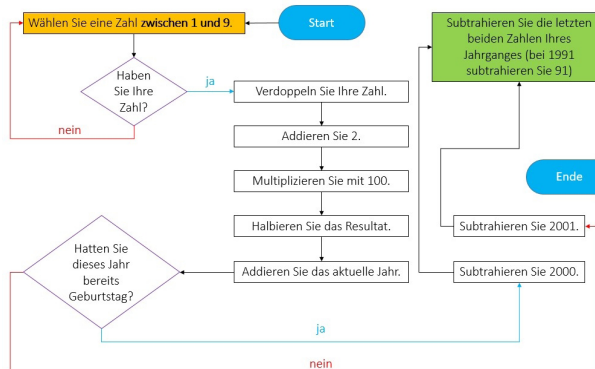 Wählen Sie eine Zahl zwischen 1 und 9.
Start
Haben
Sie Ihre
Zahl?
ja
nein
Verdoppeln Sie Ihre Zahl.
Addieren Sie 2.
Multiplizieren Sie mit 100.
Halbieren Sie das Resultat.
Addieren Sie das aktuelle Jahr.
Hatten Sie
dieses Jahr
bereits
Geburtstag?
ja
nein
Subtrahieren Sie die letzten
beiden Zahlen Ihres
Jahrganges (bei 1991
subtrahieren Sie 91)
Ende
Subtrahieren Sie 2001.
Subtrahieren Sie 2000.